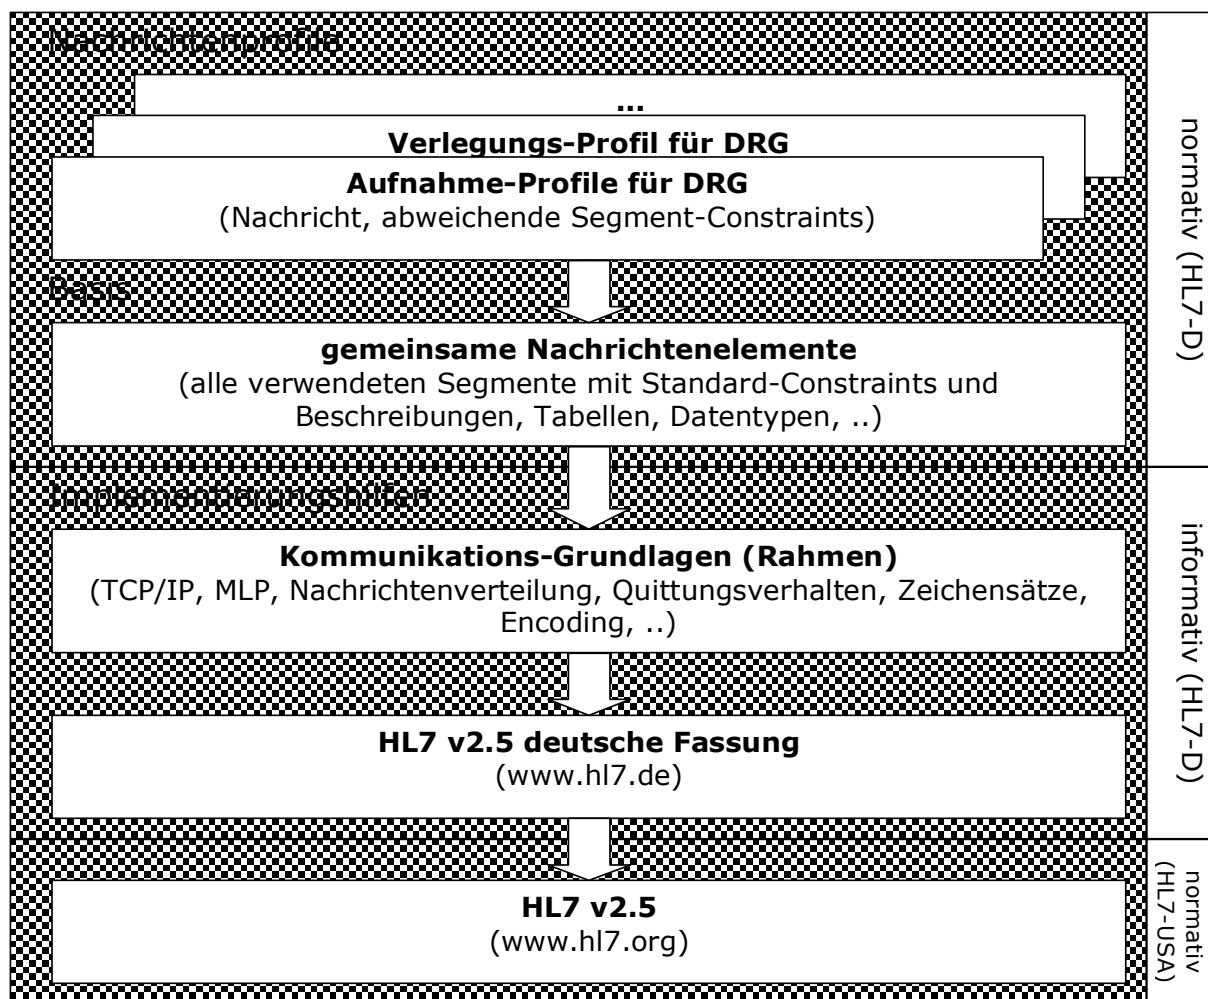 Nachrichtenprofile
...
Verlegungs-Profil für DRG
Aufnahme-Profile für DRG
(Nachricht, abweichende Segment-Constraints)
normativ (HL7-D)
Basis
gemeinsame Nachrichtenelemente
(alle verwendeten Segmente mit Standard-Constraints und
Beschreibungen, Tabellen, Datentypen, ..)
Implementierungshilfen
Kommunikations-Grundlagen (Rahmen)
(TCP/IP, MLP, Nachrichtenverteilung, Quittungsverhalten, Zeichensätze,
Encoding, ..)
informativ (HL7-D)
HL7 v2.5 deutsche Fassung
(www.hl7.de)
HL7 v2.5
(www.hl7.org)
normativ
(HL7-USA)